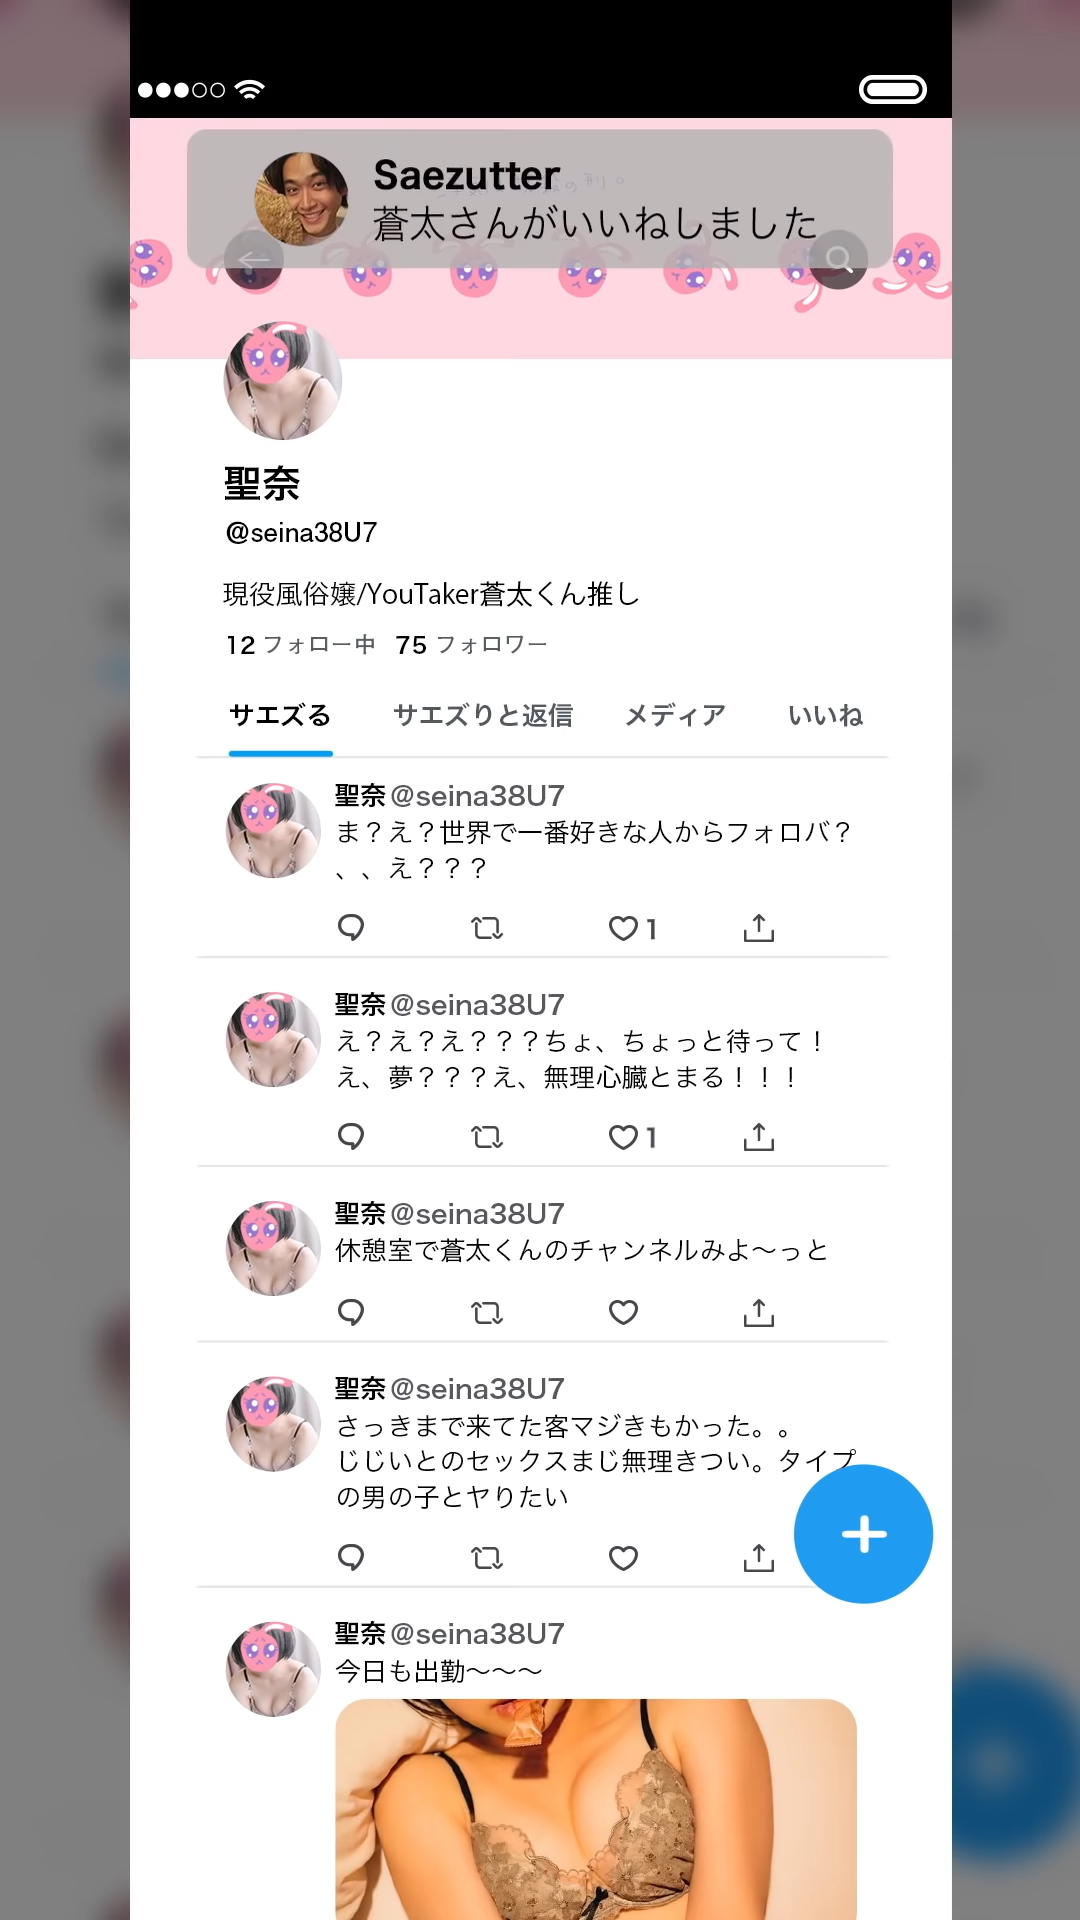 Saezutter
蒼太さんがいいねしました
聖奈
@seina38U7
現役風俗嬢/YouTaker蒼太くん推し
12 フォロー中 75 フォロワー
サエズる サエズりと返信 メディア いいね
聖奈 @seina38U7
ま？え？世界で一番好きな人からフォロバ？
、、え？？？
1
聖奈 @seina38U7
え？え？え？？？ちょ、ちょっと待って！
え、夢？？？え、無理心臓とまる！！！
1
聖奈 @seina38U7
休憩室で蒼太くんのチャンネルみよ〜っと
聖奈 @seina38U7
さっきまで来てた客マジきもかった。。
じじいとのセックスまじ無理きつい。タイプ
の男の子とヤりたい
聖奈 @seina38U7
今日も出勤〜〜〜